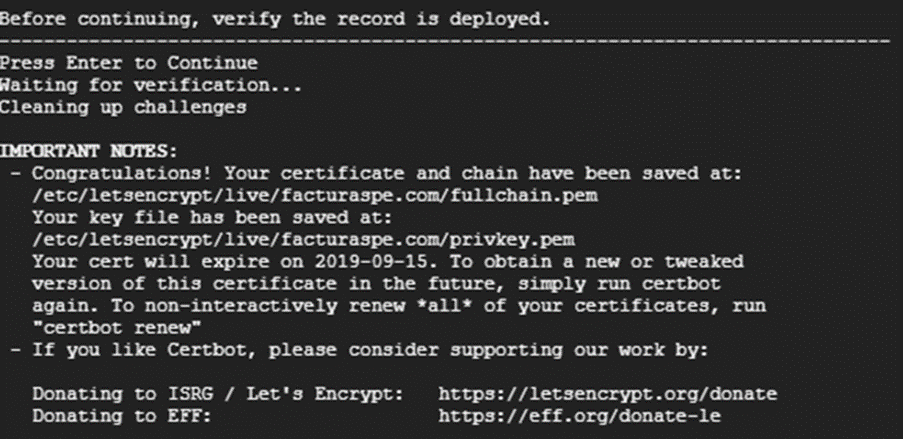 Before continuing, verify the record is deployed.
-------------------------------------------------------------------------------
Press Enter to Continue
Waiting for verification...
Cleaning up challenges
IMPORTANT NOTES:
- Congratulations! Your certificate and chain have been saved at:
/etc/letsencrypt/live/facturaspe.com/fullchain.pem
Your key file has been saved at:
/etc/letsencrypt/live/facturaspe.com/privkey.pem
Your cert will expire on 2019-09-15. To obtain a new or tweaked
version of this certificate in the future, simply run certbot
again. To non-interactively renew *all* of your certificates, run
"certbot renew"
- If you like Certbot, please consider supporting our work by:
Donating to ISRG / Let's Encrypt: https://letsencrypt.org/donate
Donating to EFF: https://eff.org/donate-le